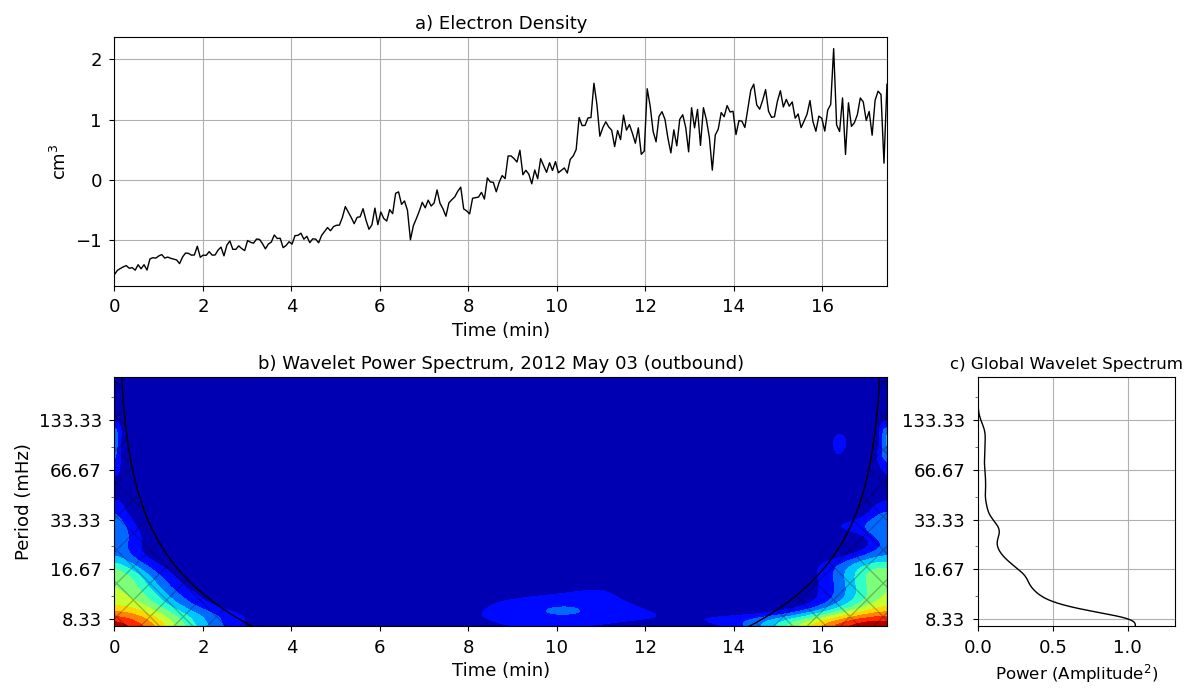 a) Electron Density
cm³
2
1
0
−1
0 2 4 6 8 10 12 14 16
Time (min)
b) Wavelet Power Spectrum, 2012 May 03 (outbound)
Period (mHz)
133.33
66.67
33.33
16.67
8.33
0 2 4 6 8 10 12 14 16
Time (min)
c) Global Wavelet Spectrum
133.33
66.67
33.33
16.67
8.33
0.0 0.5 1.0
Power (Amplitude²)